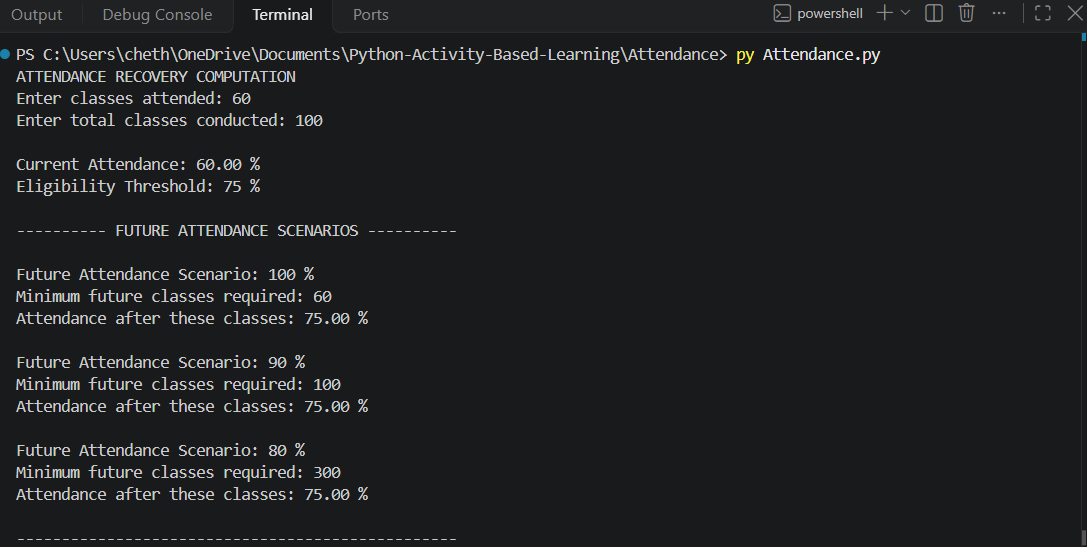 Output Debug Console Terminal Ports powershell
PS C:\Users\cheth\OneDrive\Documents\Python-Activity-Based-Learning\Attendance> py Attendance.py
ATTENDANCE RECOVERY COMPUTATION
Enter classes attended: 60
Enter total classes conducted: 100
Current Attendance: 60.00 %
Eligibility Threshold: 75 %
---------- FUTURE ATTENDANCE SCENARIOS ----------
Future Attendance Scenario: 100 %
Minimum future classes required: 60
Attendance after these classes: 75.00 %
Future Attendance Scenario: 90 %
Minimum future classes required: 100
Attendance after these classes: 75.00 %
Future Attendance Scenario: 80 %
Minimum future classes required: 300
Attendance after these classes: 75.00 %
-------------------------------------------------